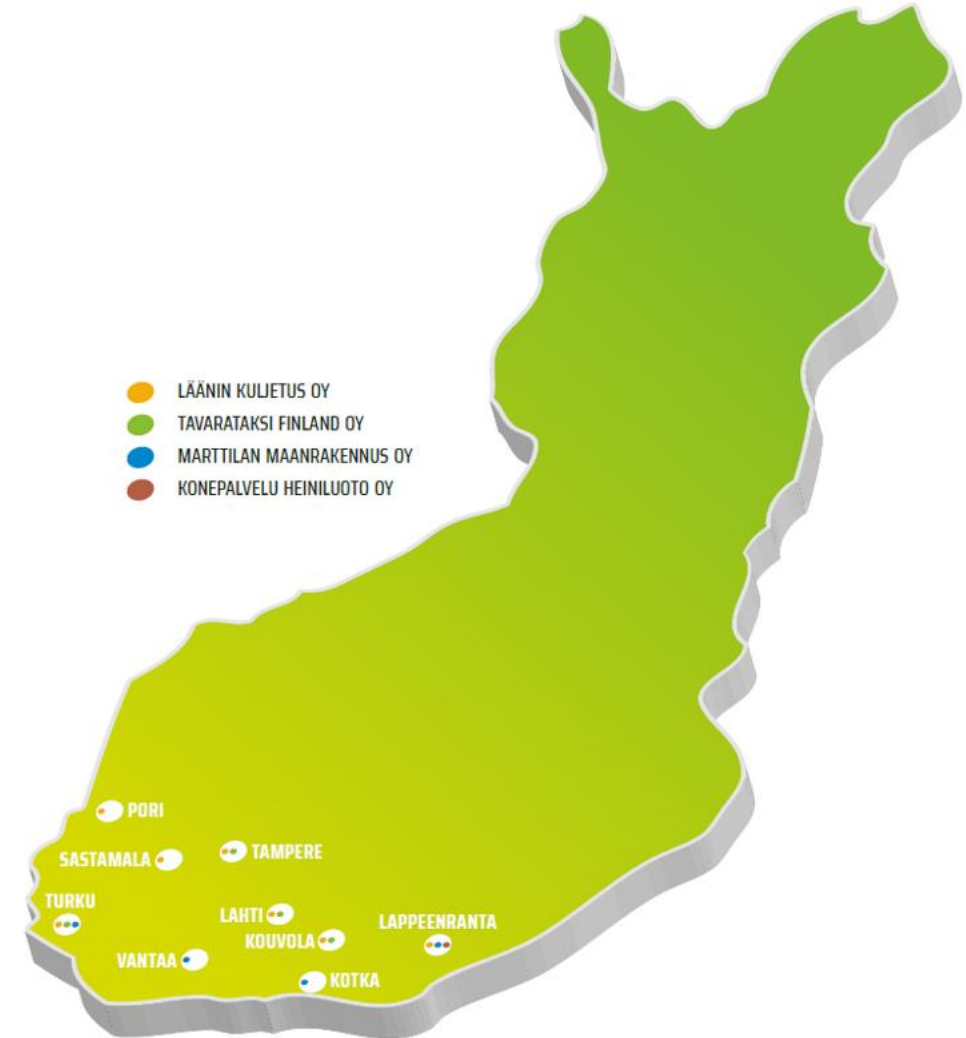 LÄÄNIN KULJETUS OY
TAVARATAKSI FINLAND OY
MARTTILAN MAANRAKENNUS OY
KONEPALVELU HEINILUOTO OY
PORI
SASTAMALA
TAMPERE
TURKU
LAHTI
LAPPEENRANTA
KOUVOLA
VANTAA
KOTKA